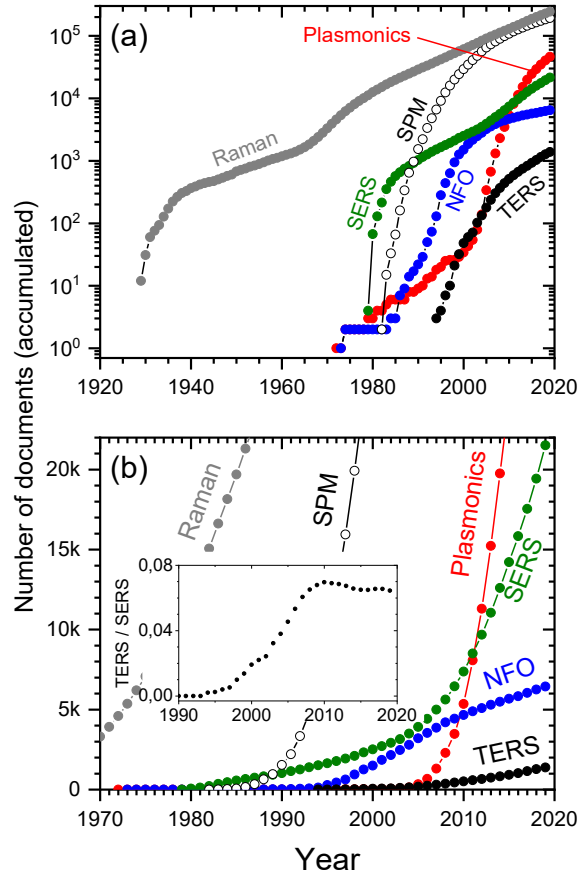 Number of documents (accumulated)
(a)
10^5
10^4
10^3
10^2
10^1
10^0
Plasmonics
Raman
SERS
SPM
NFO
TERS
1920
1940
1960
1980
2000
2020
(b)
20k
15k
10k
5k
0
Raman
SPM
Plasmonics
SERS
NFO
TERS
TERS / SERS
0,08
0,04
0,00
1990
2000
2010
2020
1970
1980
1990
2000
2010
2020
Year